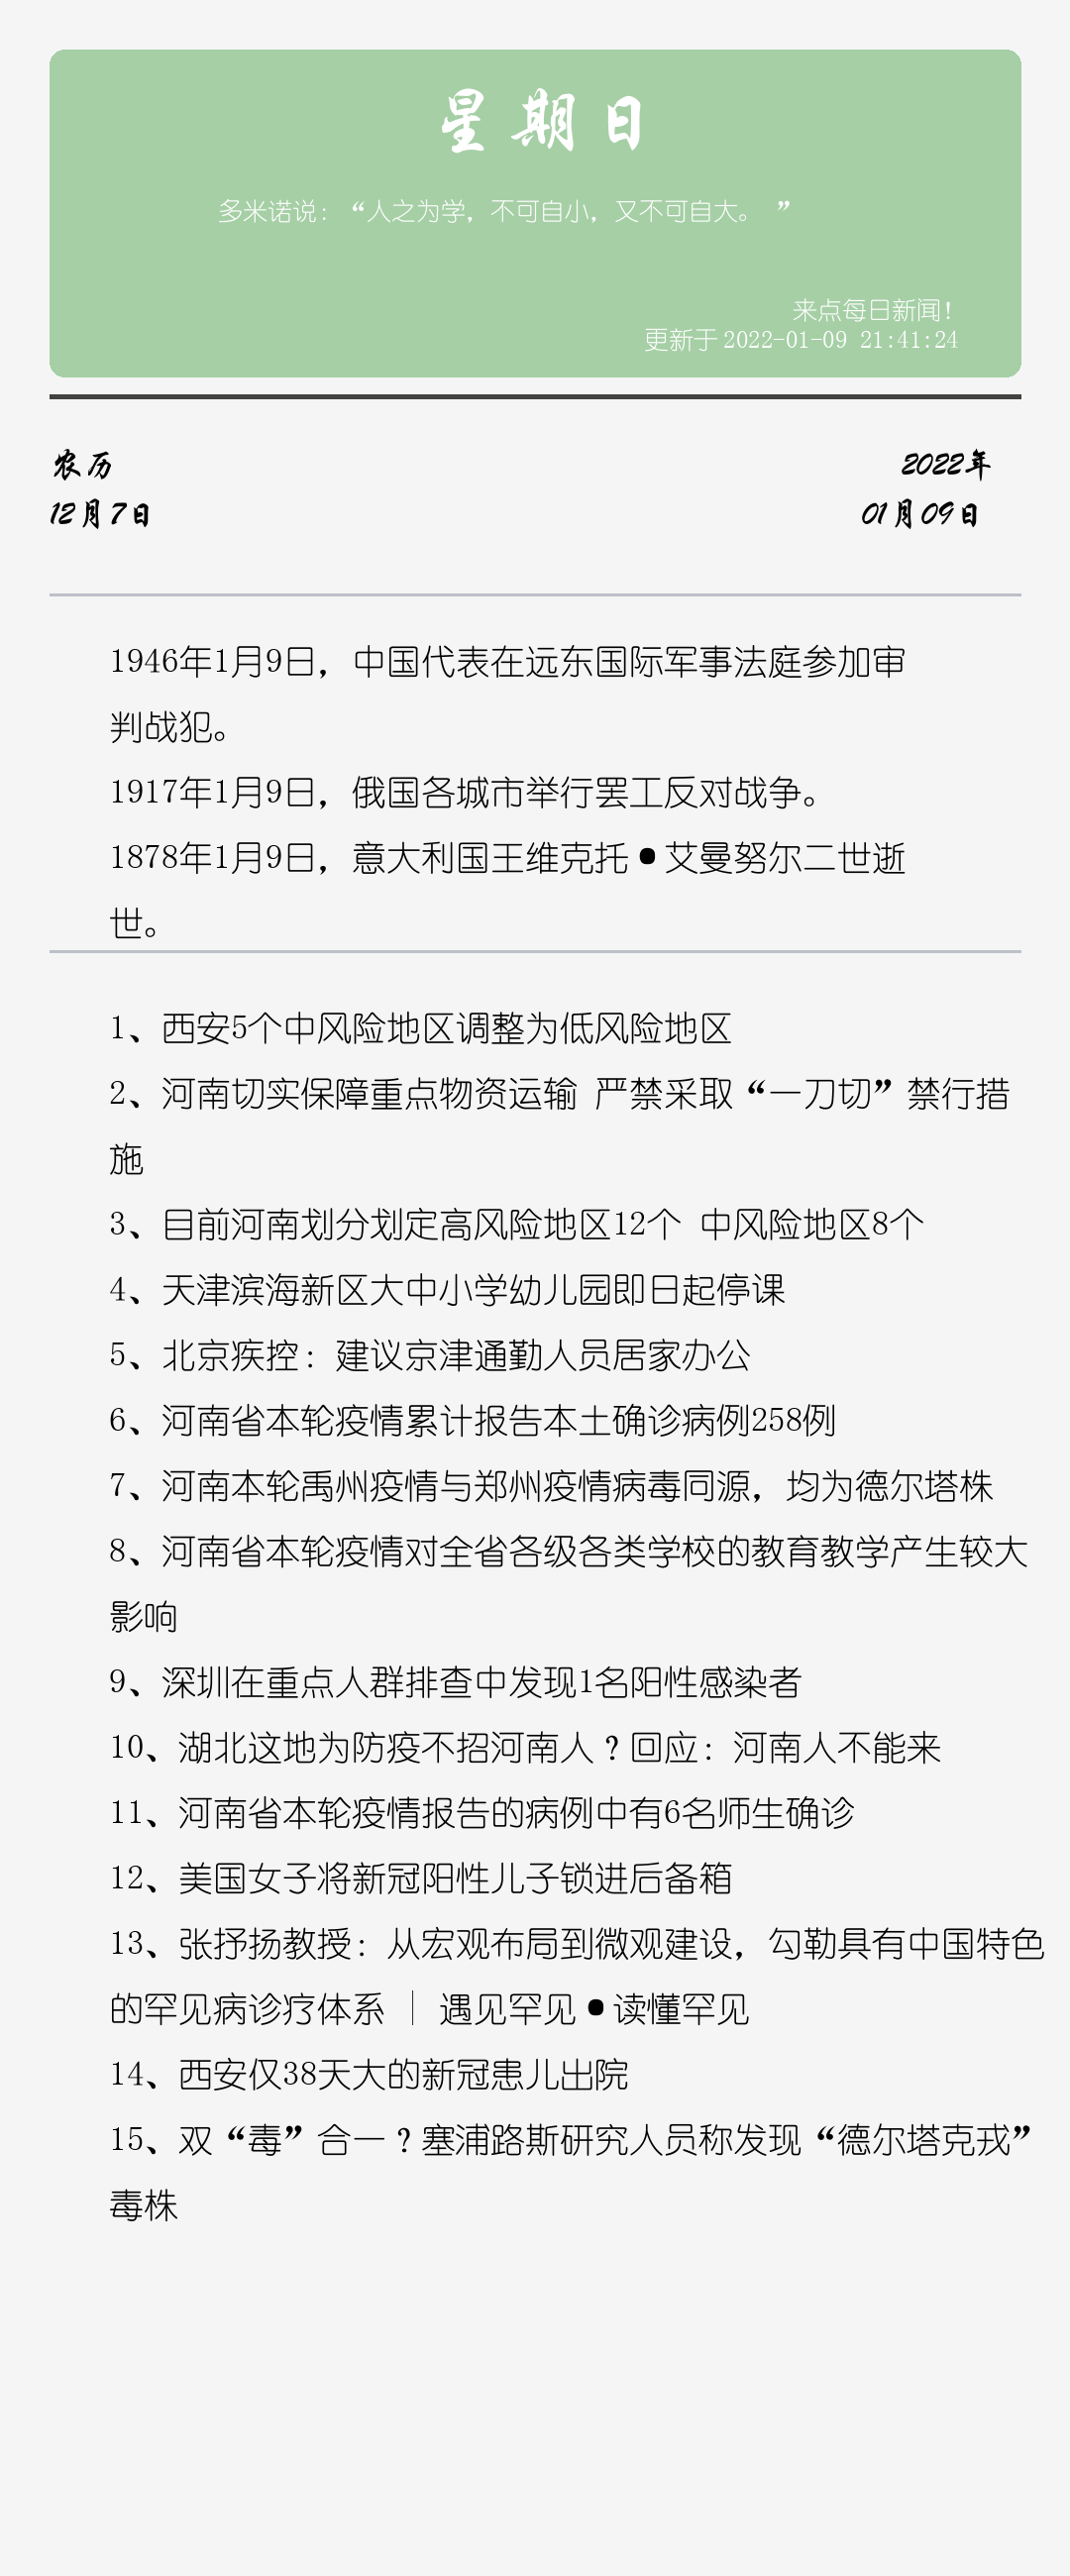 星期日
多米诺说：“人之为学，不可自小，又不可自大。 ”
来点每日新闻！
更新于2022-01-09 21:41:24
农历
2022年
12月7日
01月09日
1946年1月9日，中国代表在远东国际军事法庭参加审
判战犯。
1917年1月9日，俄国各城市举行罢工反对战争。
1878年1月9日，意大利国王维克托•艾曼努尔二世逝
世。
1、西安5个中风险地区调整为低风险地区
2、河南切实保障重点物资运输 严禁采取“一刀切”禁行措
施
3、目前河南划分划定高风险地区12个 中风险地区8个
4、天津滨海新区大中小学幼儿园即日起停课
5、北京疾控：建议京津通勤人员居家办公
6、河南省本轮疫情累计报告本土确诊病例258例
7、河南本轮禹州疫情与郑州疫情病毒同源，均为德尔塔株
8、河南省本轮疫情对全省各级各类学校的教育教学产生较大
影响
9、深圳在重点人群排查中发现1名阳性感染者
10、湖北这地为防疫不招河南人？回应：河南人不能来
11、河南省本轮疫情报告的病例中有6名师生确诊
12、美国女子将新冠阳性儿子锁进后备箱
13、张抒扬教授：从宏观布局到微观建设，勾勒具有中国特色
的罕见病诊疗体系 | 遇见罕见•读懂罕见
14、西安仅38天大的新冠患儿出院
15、双“毒”合一？塞浦路斯研究人员称发现“德尔塔克戎”
毒株